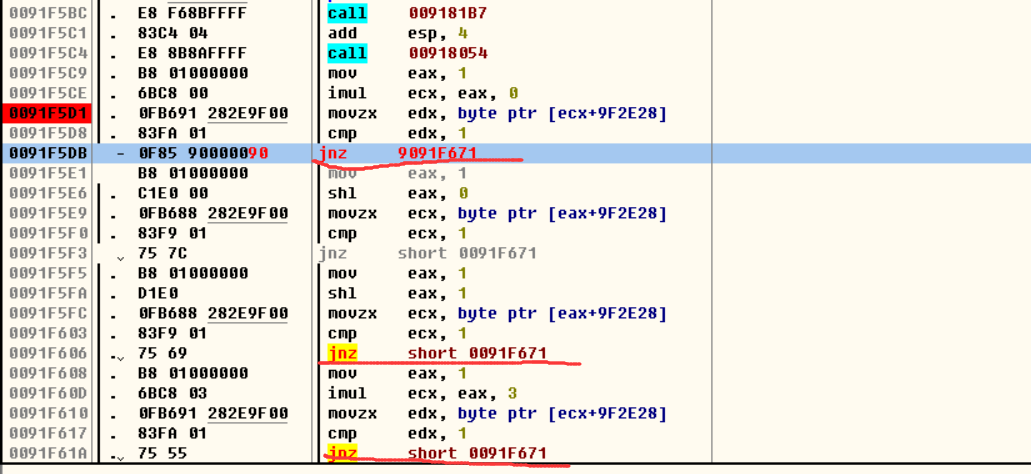 0091F5BC . E8 F68BFFFF call 009181B7
0091F5C1 . 83C4 04 add esp, 4
0091F5C4 . E8 8B8AFFFF call 00918054
0091F5C9 . B8 01000000 mov eax, 1
0091F5CE . 6BC8 00 imul ecx, eax, 0
0091F5D1 . 0FB691 282E9F00 movzx edx, byte ptr [ecx+9F2E28]
0091F5D8 . 83FA 01 cmp edx, 1
0091F5DB - 0F85 90000090 jnz 9091F671
0091F5E1 B8 01000000 mov eax, 1
0091F5E6 . C1E0 00 shl eax, 0
0091F5E9 . 0FB688 282E9F00 movzx ecx, byte ptr [eax+9F2E28]
0091F5F0 . 83F9 01 cmp ecx, 1
0091F5F3 75 7C jnz short 0091F671
0091F5F5 . B8 01000000 mov eax, 1
0091F5FA . D1E0 shl eax, 1
0091F5FC . 0FB688 282E9F00 movzx ecx, byte ptr [eax+9F2E28]
0091F603 . 83F9 01 cmp ecx, 1
0091F606 . 75 69 jnz short 0091F671
0091F608 . B8 01000000 mov eax, 1
0091F60D . 6BC8 03 imul ecx, eax, 3
0091F610 . 0FB691 282E9F00 movzx edx, byte ptr [ecx+9F2E28]
0091F617 . 83FA 01 cmp edx, 1
0091F61A . 75 55 jnz short 0091F671